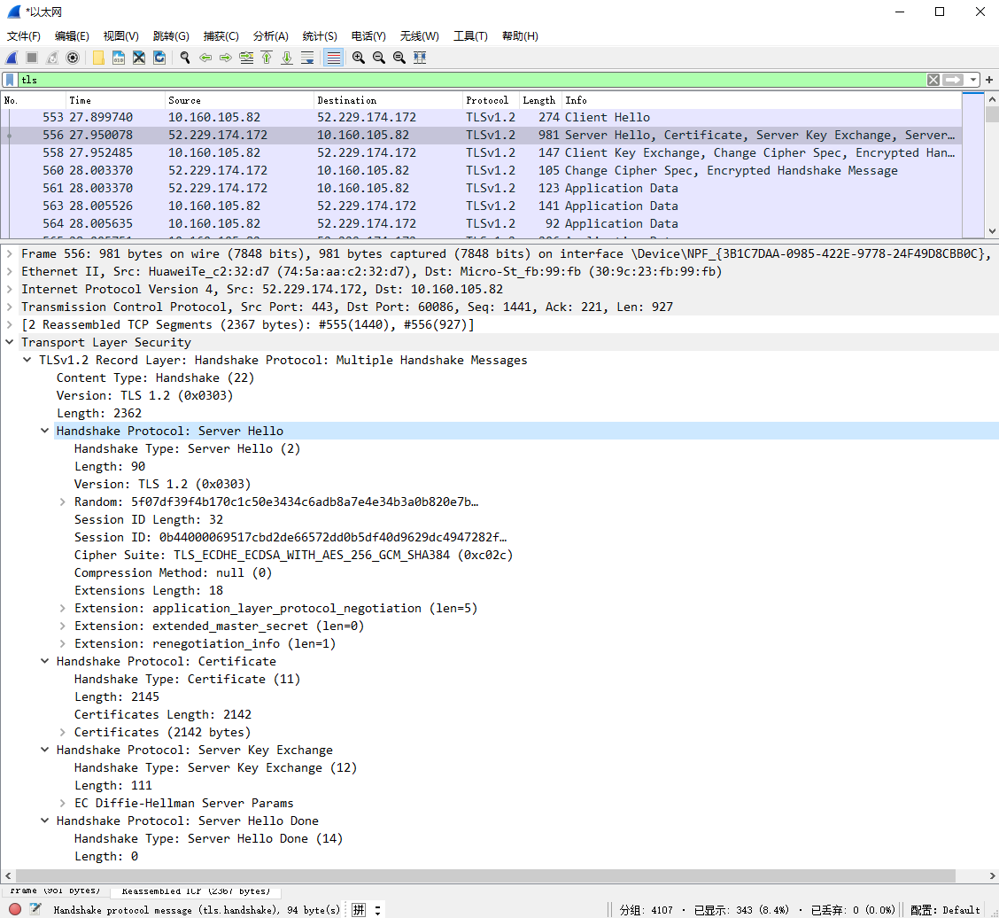 *以太网
文件(F) 编辑(E) 视图(V) 跳转(G) 捕获(C) 分析(A) 统计(S) 电话(Y) 无线(W) 工具(T) 帮助(H)
tls
No. Time Source Destination Protocol Length Info
553 27.899740 10.160.105.82 52.229.174.172 TLSv1.2 274 Client Hello
556 27.950078 52.229.174.172 10.160.105.82 TLSv1.2 981 Server Hello, Certificate, Server Key Exchange, Server…
558 27.952485 10.160.105.82 52.229.174.172 TLSv1.2 147 Client Key Exchange, Change Cipher Spec, Encrypted Han…
560 28.003370 52.229.174.172 10.160.105.82 TLSv1.2 105 Change Cipher Spec, Encrypted Handshake Message
561 28.003370 52.229.174.172 10.160.105.82 TLSv1.2 123 Application Data
563 28.005526 10.160.105.82 52.229.174.172 TLSv1.2 141 Application Data
564 28.005635 10.160.105.82 52.229.174.172 TLSv1.2 92 Application Data
Frame 556: 981 bytes on wire (7848 bits), 981 bytes captured (7848 bits) on interface \Device\NPF_{3B1C7DAA-0985-422E-9778-24F49D8CBB0C},
Ethernet II, Src: HuaweiTe_c2:32:d7 (74:5a:aa:c2:32:d7), Dst: Micro-St_fb:99:fb (30:9c:23:fb:99:fb)
Internet Protocol Version 4, Src: 52.229.174.172, Dst: 10.160.105.82
Transmission Control Protocol, Src Port: 443, Dst Port: 60086, Seq: 1441, Ack: 221, Len: 927
[2 Reassembled TCP Segments (2367 bytes): #555(1440), #556(927)]
Transport Layer Security
TLSv1.2 Record Layer: Handshake Protocol: Multiple Handshake Messages
Content Type: Handshake (22)
Version: TLS 1.2 (0x0303)
Length: 2362
Handshake Protocol: Server Hello
Handshake Type: Server Hello (2)
Length: 90
Version: TLS 1.2 (0x0303)
Random: 5f07df39f4b170c1c50e3434c6adb8a7e4e34b3a0b820e7b…
Session ID Length: 32
Session ID: 0b44000069517cbd2de66572dd0b5df40d9629dc4947282f…
Cipher Suite: TLS_ECDHE_ECDSA_WITH_AES_256_GCM_SHA384 (0xc02c)
Compression Method: null (0)
Extensions Length: 18
Extension: application_layer_protocol_negotiation (len=5)
Extension: extended_master_secret (len=0)
Extension: renegotiation_info (len=1)
Handshake Protocol: Certificate
Handshake Type: Certificate (11)
Length: 2145
Certificates Length: 2142
Certificates (2142 bytes)
Handshake Protocol: Server Key Exchange
Handshake Type: Server Key Exchange (12)
Length: 111
EC Diffie-Hellman Server Params
Handshake Protocol: Server Hello Done
Handshake Type: Server Hello Done (14)
Length: 0
Frame (981 bytes) Reassembled TCP (2367 bytes)
Handshake protocol message (tls.handshake), 94 byte(s) 拼 分组: 4107 · 已显示: 343 (8.4%) · 已丢弃: 0 (0.0%) 配置: Default